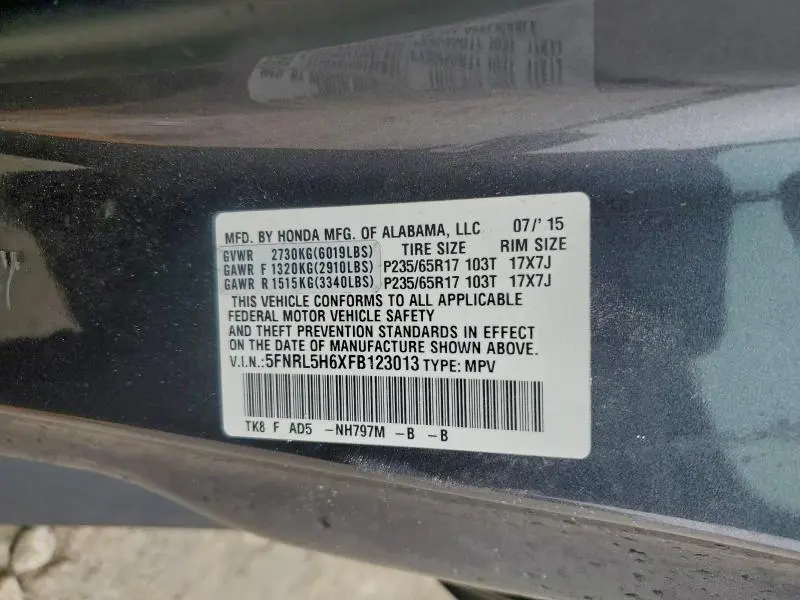 MFD. BY HONDA MFG. OF ALABAMA, LLC 07/'15
GVWR 2730KG(6019LBS) TIRE SIZE RIM SIZE
GAWR F 1320KG(2910LBS) P235/65R17 103T 17X7J
GAWR R 1515KG(3340LBS) P235/65R17 103T 17X7J
THIS VEHICLE CONFORMS TO ALL APPLICABLE
FEDERAL MOTOR VEHICLE SAFETY
AND THEFT PREVENTION STANDARDS IN EFFECT
ON THE DATE OF MANUFACTURE SHOWN ABOVE.
V.I.N.:5FNRL5H6XFB123013 TYPE: MPV
TK8 F AD5 -NH797M -B -B